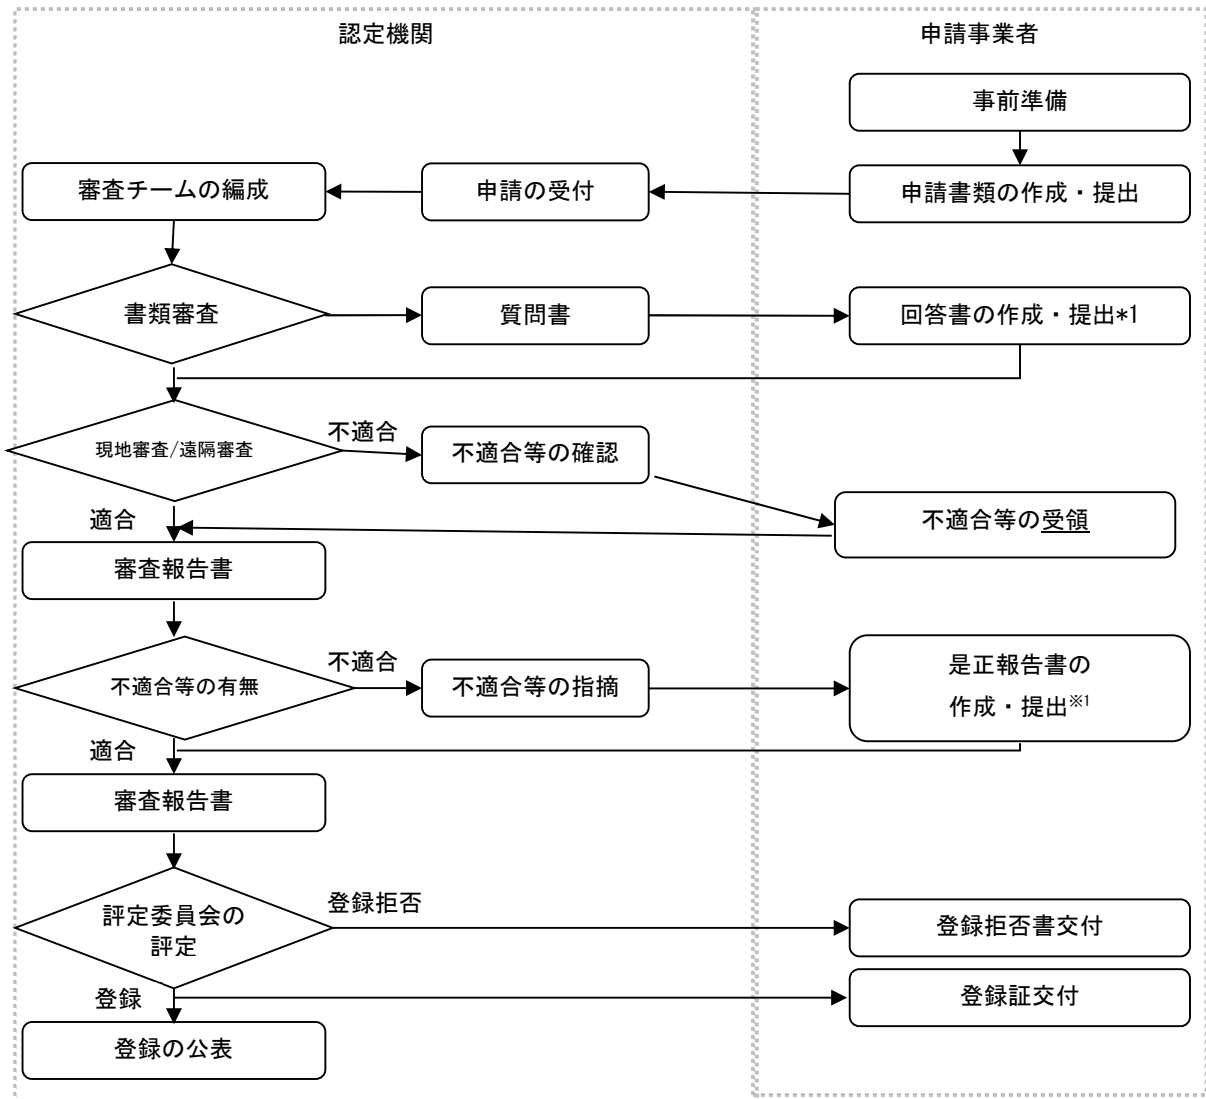 認定機関
申請事業者
事前準備
審査チームの編成
申請の受付
申請書類の作成・提出
書類審査
質問書
回答書の作成・提出*1
現地審査/遠隔審査
不適合
不適合等の確認
不適合等の受領
適合
審査報告書
不適合等の有無
不適合
不適合等の指摘
是正報告書の
作成・提出※1
適合
審査報告書
評定委員会の
評定
登録拒否
登録拒否書交付
登録
登録証交付
登録の公表